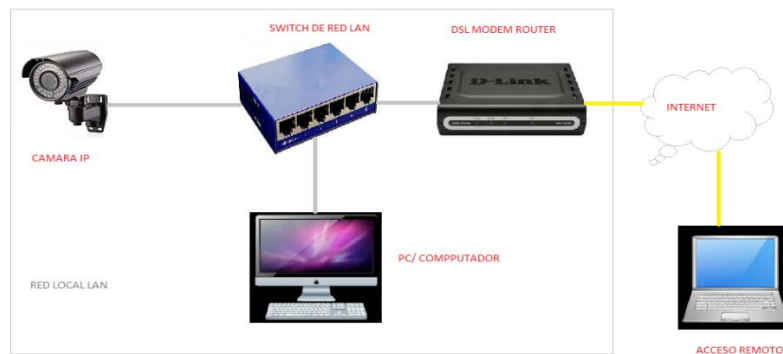 SWITCH DE RED LAN
DSL MODEM ROUTER
D-Link
INTERNET
CAMARA IP
PC/ COMPPUTADOR
RED LOCAL LAN
ACCESO REMOTO